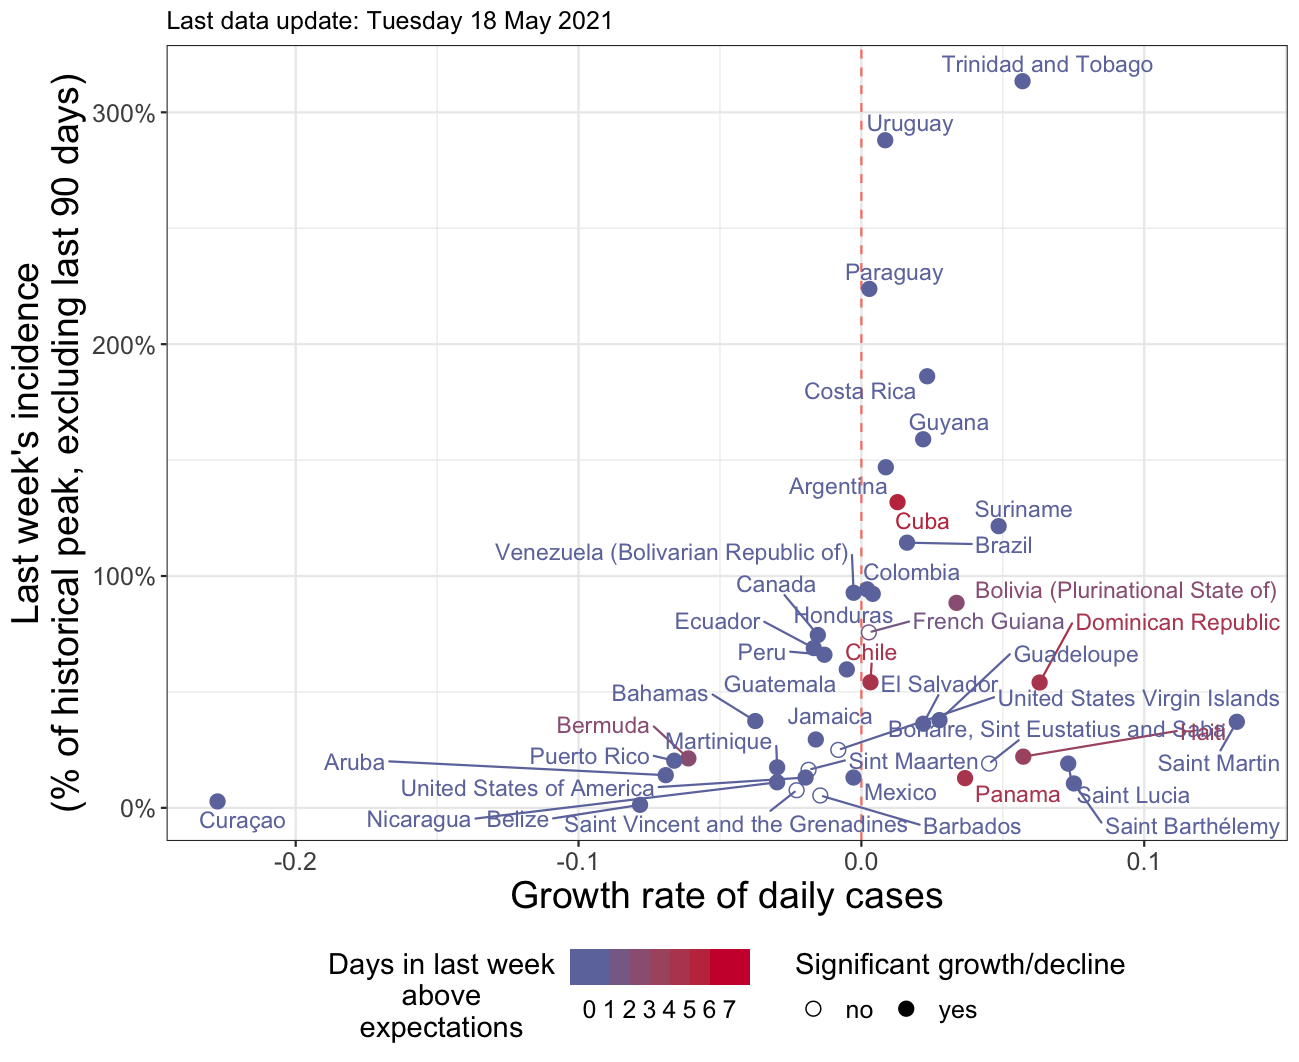 Last data update: Tuesday 18 May 2021
Last week's incidence
(% of historical peak, excluding last 90 days)
300%
200%
100%
0%
Trinidad and Tobago
Uruguay
Paraguay
Costa Rica
Guyana
Argentina
Cuba
Suriname
Brazil
Venezuela (Bolivarian Republic of)
Colombia
Canada
Bolivia (Plurinational State of)
Honduras
Ecuador
French Guiana
Dominican Republic
Peru
Chile
Guadeloupe
Guatemala
El Salvador
Bahamas
United States Virgin Islands
Jamaica
Bermuda
Bonaire, Sint Eustatius and Saba
Haiti
Martinique
Puerto Rico
Aruba
Sint Maarten
Saint Martin
United States of America
Mexico
Panama
Saint Lucia
Curaçao
Nicaragua
Belize
Saint Vincent and the Grenadines
Barbados
Saint Barthélemy
-0.2
-0.1
0.0
0.1
Growth rate of daily cases
Days in last week
above
expectations
0 1 2 3 4 5 6 7
Significant growth/decline
no
yes